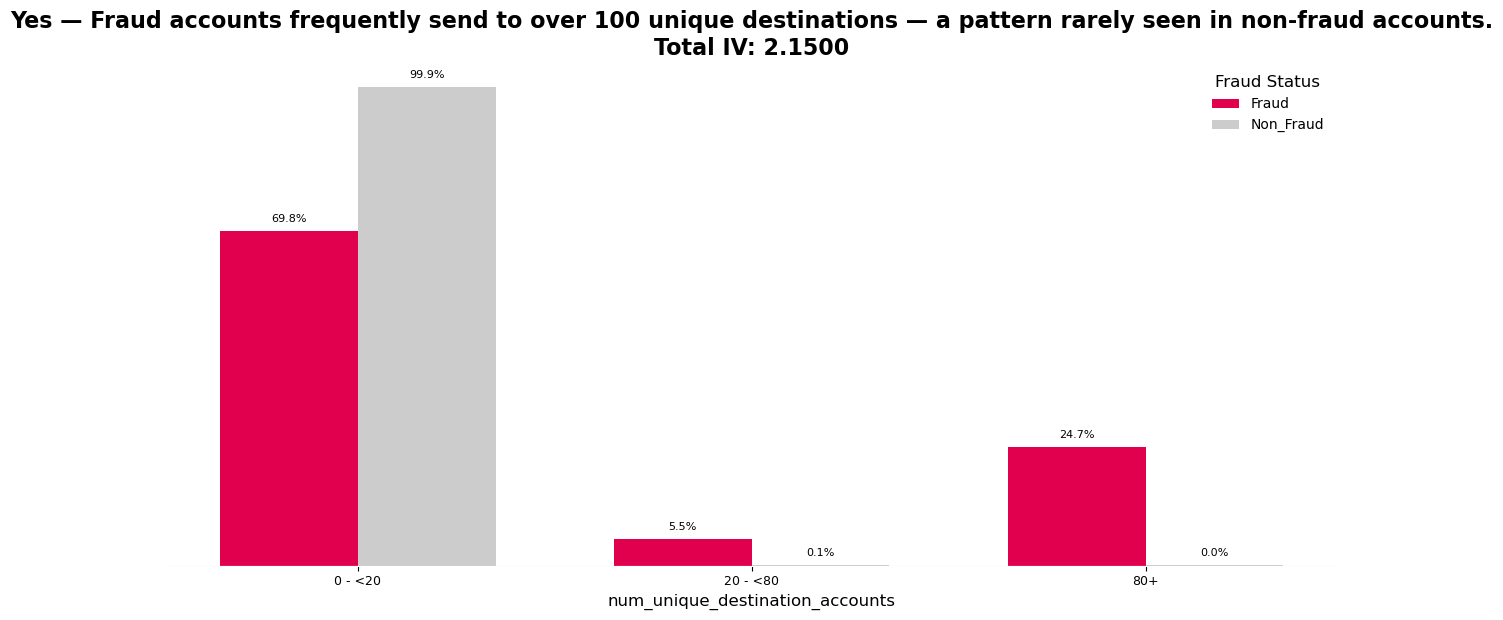 Yes — Fraud accounts frequently send to over 100 unique destinations — a pattern rarely seen in non-fraud accounts.
Total IV: 2.1500
99.9%
Fraud Status
Fraud
Non_Fraud
69.8%
24.7%
5.5%
0.1%
0.0%
0 - <20
20 - <80
80+
num_unique_destination_accounts